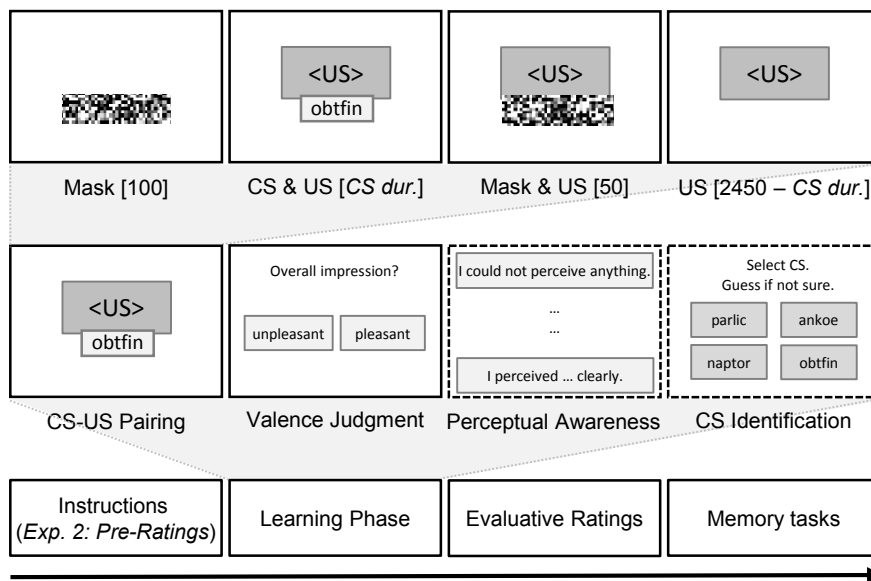 <US>
obtfin
<US>
<US>
Mask [100]
CS & US [CS dur.]
Mask & US [50]
US [2450 – CS dur.]
<US>
obtfin
Overall impression?
unpleasant
pleasant
I could not perceive anything.
...
...
I perceived ... clearly.
Select CS.
Guess if not sure.
parlic
ankoe
naptor
obtfin
CS-US Pairing
Valence Judgment
Perceptual Awareness
CS Identification
Instructions
(Exp. 2: Pre-Ratings)
Learning Phase
Evaluative Ratings
Memory tasks